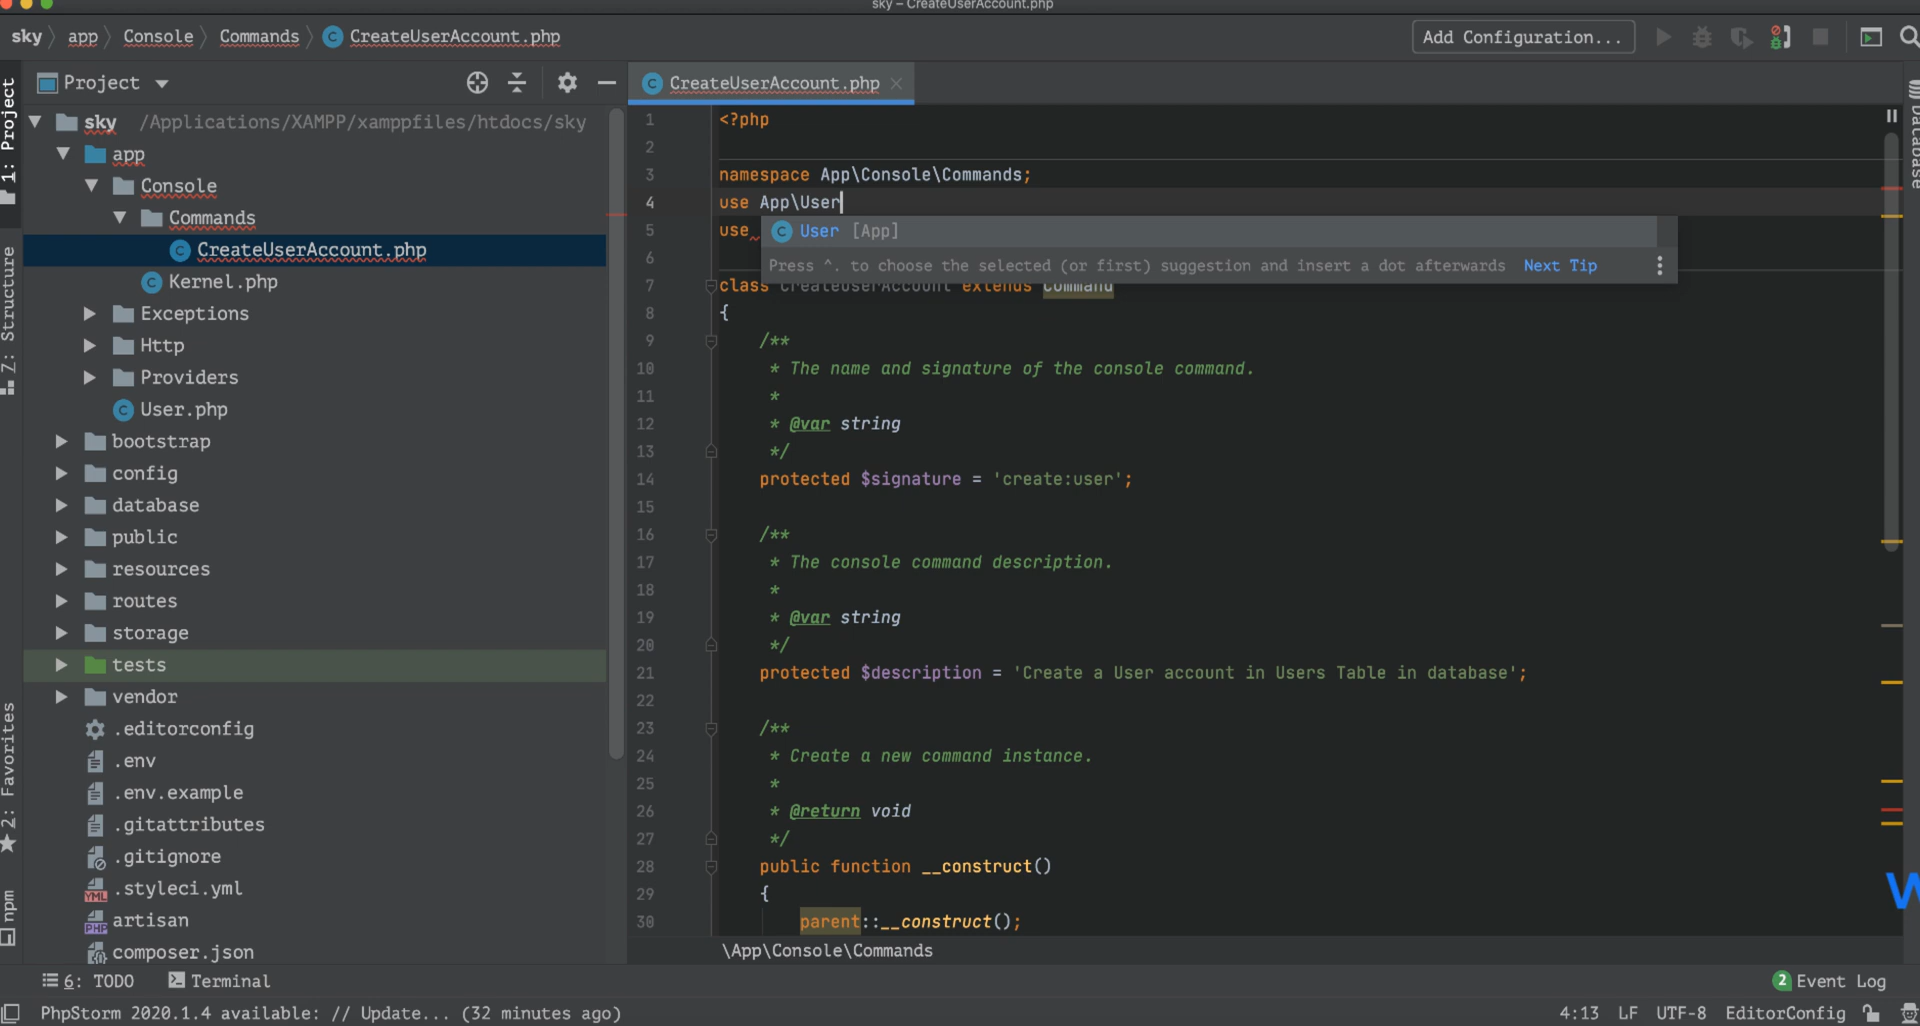 sky – CreateUserAccount.php
sky app Console Commands CreateUserAccount.php Add Configuration...
1: Project
Z: Structure
2: Favorites
npm
Project
sky /Applications/XAMPP/xamppfiles/htdocs/sky
app
Console
Commands
CreateUserAccount.php
Kernel.php
Exceptions
Http
Providers
User.php
bootstrap
config
database
public
resources
routes
storage
tests
vendor
.editorconfig
.env
.env.example
.gitattributes
.gitignore
.styleci.yml
artisan
composer.json
CreateUserAccount.php
1 <?php
2
3 namespace App\Console\Commands;
4 use App\User
5 use
User [App]
6
Press ^. to choose the selected (or first) suggestion and insert a dot afterwards Next Tip
7 class CreateUserAccount extends Command
8 {
9 /**
10 * The name and signature of the console command.
11 *
12 * @var string
13 */
14 protected $signature = 'create:user';
15
16 /**
17 * The console command description.
18 *
19 * @var string
20 */
21 protected $description = 'Create a User account in Users Table in database';
22
23 /**
24 * Create a new command instance.
25 *
26 * @return void
27 */
28 public function __construct()
29 {
30 parent::__construct();
\App\Console\Commands
Database
W
6: TODO Terminal 2 Event Log
PhpStorm 2020.1.4 available: // Update... (32 minutes ago) 4:13 LF UTF-8 EditorConfig